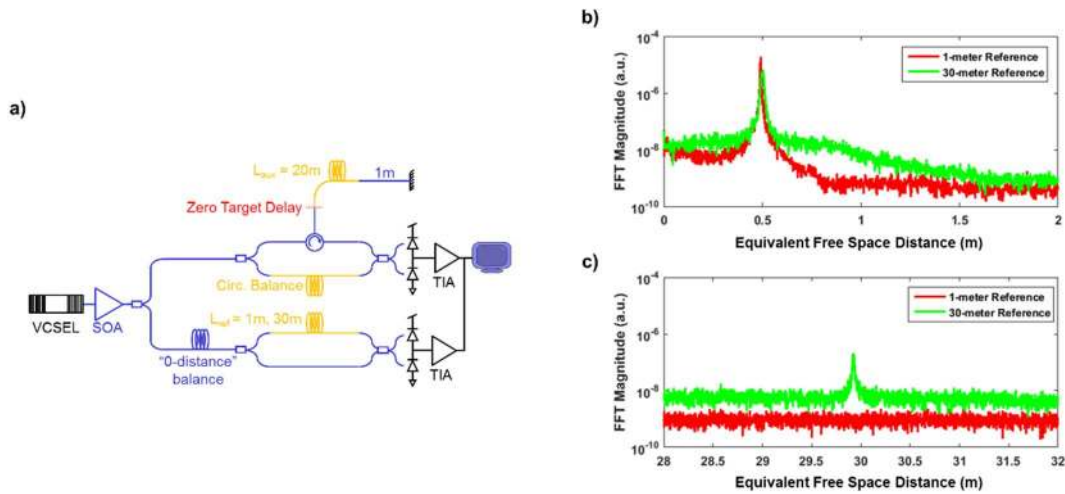 a)
L_aux = 20m
1m
Zero Target Delay
Circ. Balance
TIA
VCSEL
SOA
L_ref = 1m, 30m
"0-distance"
balance
TIA
b)
10^-4
10^-6
10^-8
10^-10
FFT Magnitude (a.u.)
1-meter Reference
30-meter Reference
0 0.5 1 1.5 2
Equivalent Free Space Distance (m)
c)
10^-4
10^-6
10^-8
10^-10
FFT Magnitude (a.u.)
1-meter Reference
30-meter Reference
28 28.5 29 29.5 30 30.5 31 31.5 32
Equivalent Free Space Distance (m)